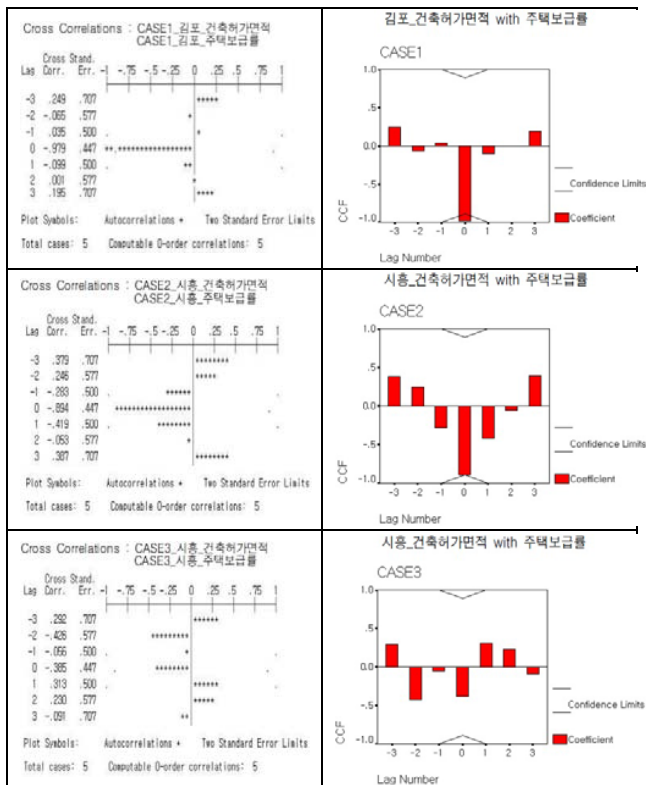 Cross Correlations : CASE1_김포_건축허가면적
CASE1_김포_주택보급률
Cross Stand.
Lag Corr. Err. -1 -.75 -.5 -.25 0 .25 .5 .75 1
-3 .249 .707 *****
-2 -.065 .577 *
-1 .035 .500 . * .
0 -.979 .447 **.*****************
1 -.099 .500 . ** .
2 .001 .577 *
3 .195 .707 ****
Plot Symbols: Autocorrelations * Two Standard Error Limits
Total cases: 5 Computable 0-order correlations: 5
김포_건축허가면적 with 주택보급률
CASE1
1.0
.5
0.0
-.5
-1.0
CCF
-3 -2 -1 0 1 2 3
Lag Number
Confidence Limits
Coefficient
Cross Correlations : CASE2_시흥_건축허가면적
CASE2_시흥_주택보급률
Cross Stand.
Lag Corr. Err. -1 -.75 -.5 -.25 0 .25 .5 .75 1
-3 .379 .707 ********
-2 .246 .577 *****
-1 -.283 .500 . ****** .
0 -.894 .447 ****************** .
1 -.419 .500 . ******** .
2 -.053 .577 *
3 .387 .707 ********
Plot Symbols: Autocorrelations * Two Standard Error Limits
Total cases: 5 Computable 0-order correlations: 5
시흥_건축허가면적 with 주택보급률
CASE2
1.0
.5
0.0
-.5
-1.0
CCF
-3 -2 -1 0 1 2 3
Lag Number
Confidence Limits
Coefficient
Cross Correlations : CASE3_시흥_건축허가면적
CASE3_시흥_주택보급률
Cross Stand.
Lag Corr. Err. -1 -.75 -.5 -.25 0 .25 .5 .75 1
-3 .292 .707 ******
-2 -.426 .577 *********
-1 -.056 .500 . * .
0 -.385 .447 . ******** .
1 .313 .500 . ****** .
2 .230 .577 *****
3 -.091 .707 **
Plot Symbols: Autocorrelations * Two Standard Error Limits
Total cases: 5 Computable 0-order correlations: 5
시흥_건축허가면적 with 주택보급률
CASE3
1.0
.5
0.0
-.5
-1.0
CCF
-3 -2 -1 0 1 2 3
Lag Number
Confidence Limits
Coefficient